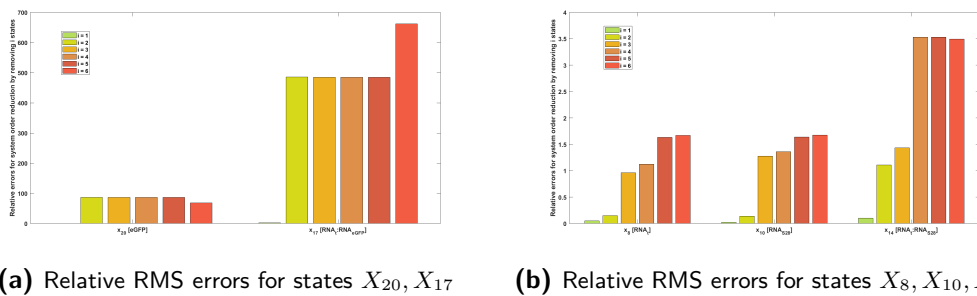 Relative errors for system order reduction by removing i states
700
600
500
400
300
200
100
0
i = 1
i = 2
i = 3
i = 4
i = 5
i = 6
x20 [eGFP]
x17 [RNAI:RNAeGFP]
(a) Relative RMS errors for states X20, X17
Relative errors for system order reduction by removing i states
4
3.5
3
2.5
2
1.5
1
0.5
0
i = 1
i = 2
i = 3
i = 4
i = 5
i = 6
x8 [RNAI]
x10 [RNAS28]
x14 [RNAI:RNAS28]
(b) Relative RMS errors for states X8, X10,